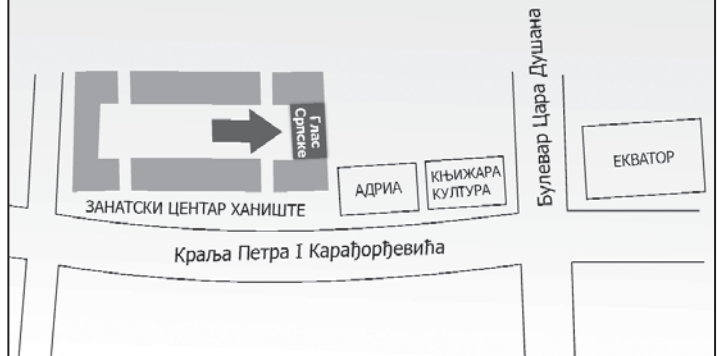 Булевар Цара Душана
Глас
Српске
ЕКВАТОР
АДРИА
КЊИЖАРА
КУЛТУРА
ЗАНАТСКИ ЦЕНТАР ХАНИШТЕ
Краља Петра I Карађорђевића